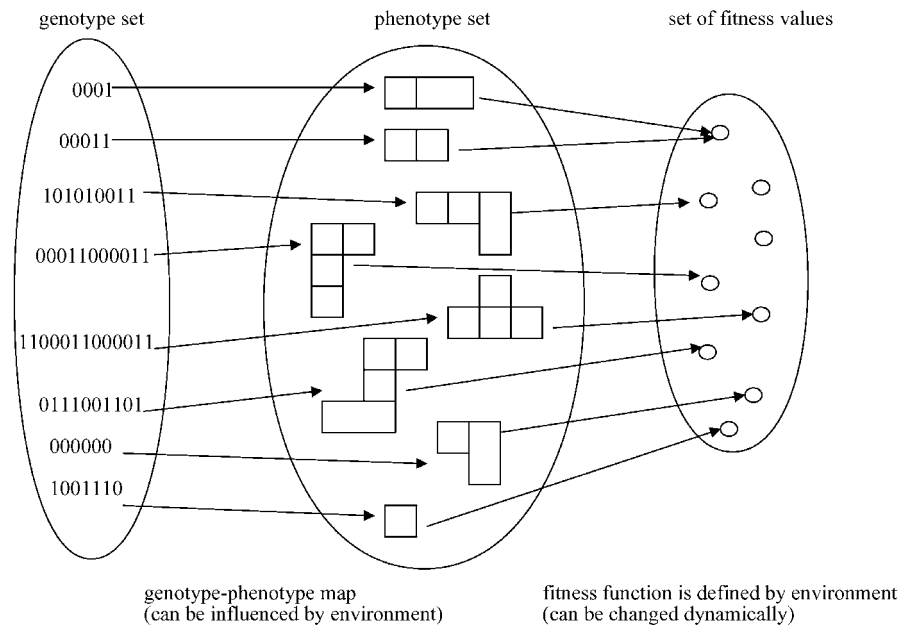 genotype set
phenotype set
set of fitness values
0001
00011
101010011
00011000011
1100011000011
0111001101
000000
1001110
genotype-phenotype map
(can be influenced by environment)
fitness function is defined by environment
(can be changed dynamically)